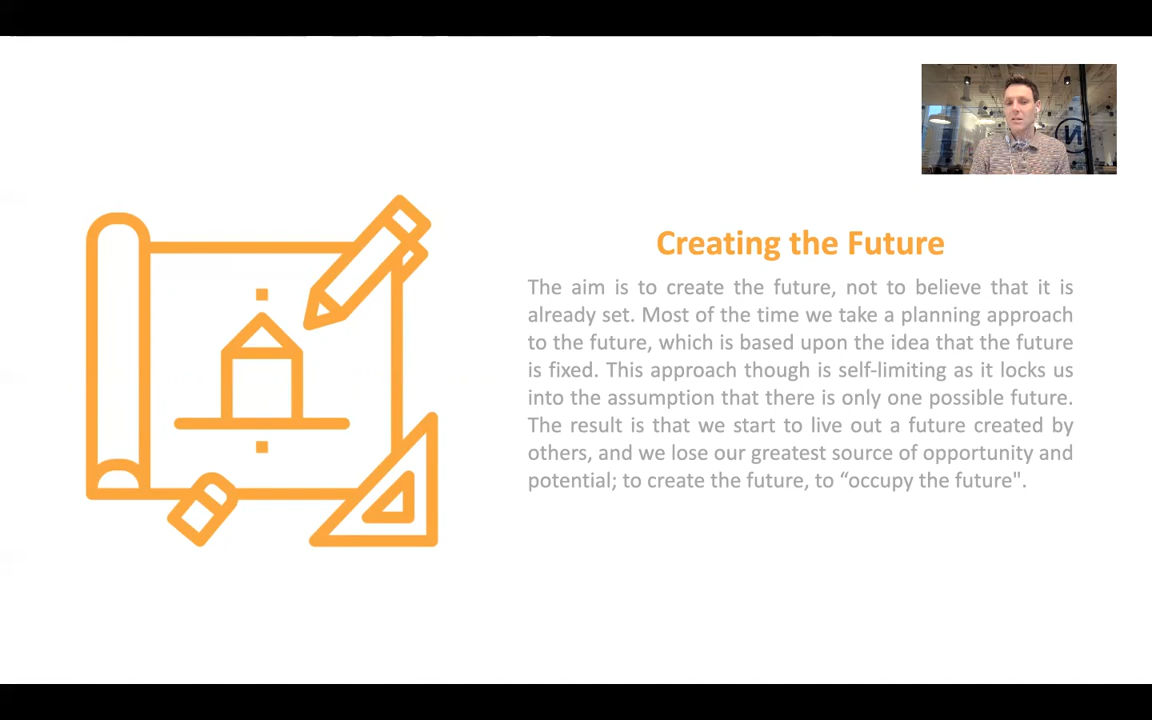 Creating the Future
The aim is to create the future, not to believe that it is
already set. Most of the time we take a planning approach
to the future, which is based upon the idea that the future
is fixed. This approach though is self-limiting as it locks us
into the assumption that there is only one possible future.
The result is that we start to live out a future created by
others, and we lose our greatest source of opportunity and
potential; to create the future, to “occupy the future".
N